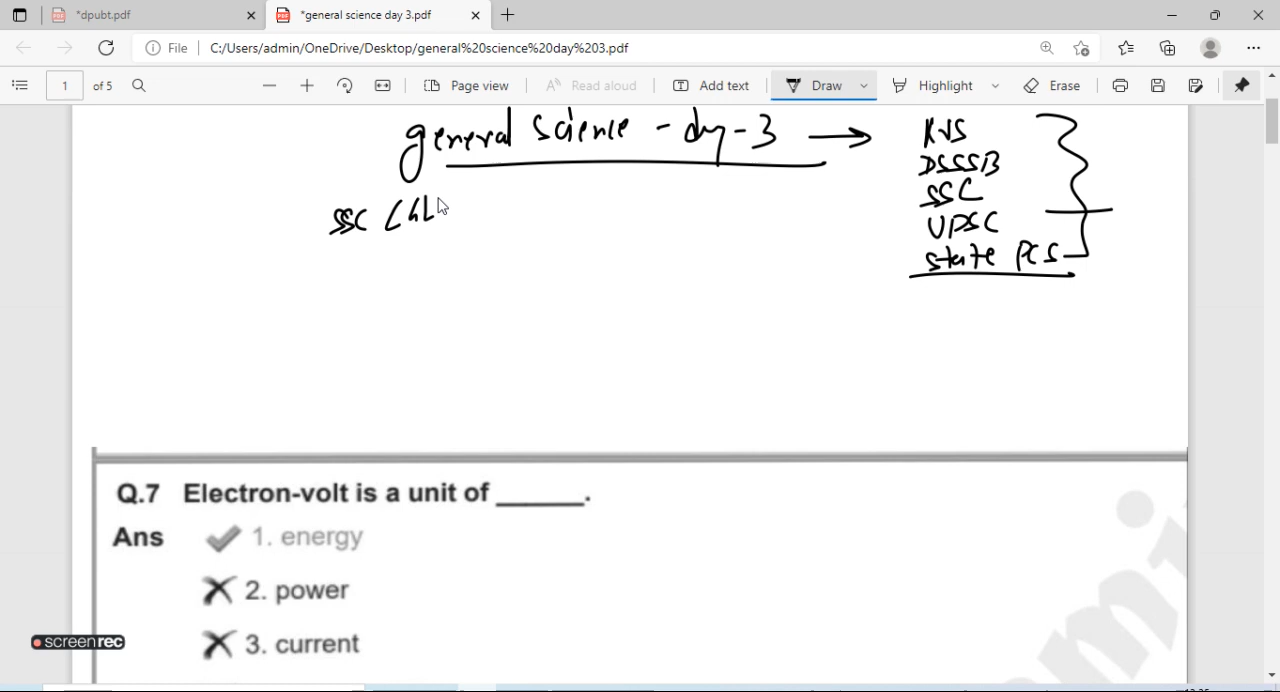 *dpubt.pdf
*general science day 3.pdf
File C:/Users/admin/OneDrive/Desktop/general%20science%20day%203.pdf
1 of 5 Page view Read aloud Add text Draw Highlight Erase
general science - day - 3 → KVS
DSSSB
SSC
UPSC
state PCS
SSC CHL
Q.7 Electron-volt is a unit of ______.
Ans 1. energy
2. power
3. current
screenrec